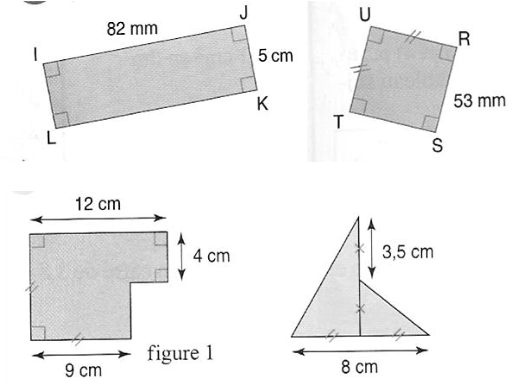 82 mm
J
I
5 cm
K
L
U
R
53 mm
T
S
12 cm
4 cm
figure 1
9 cm
3,5 cm
8 cm